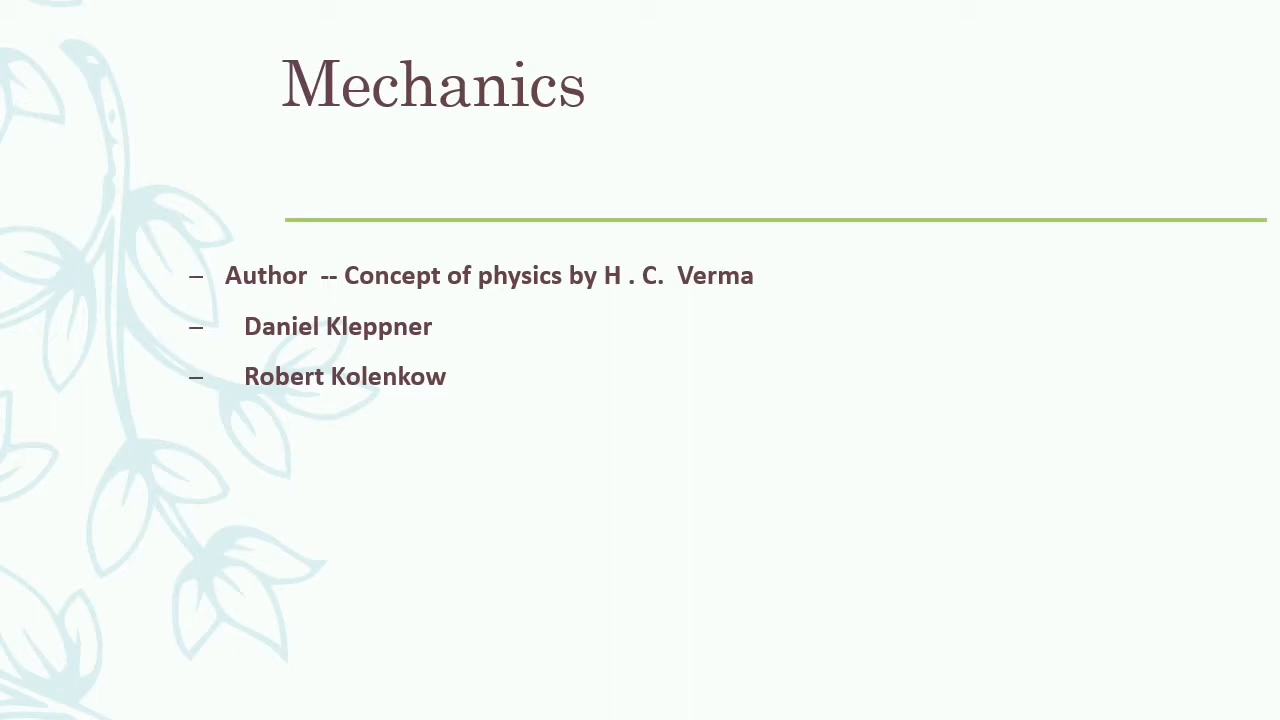 Mechanics
– Author -- Concept of physics by H . C. Verma
– Daniel Kleppner
– Robert Kolenkow